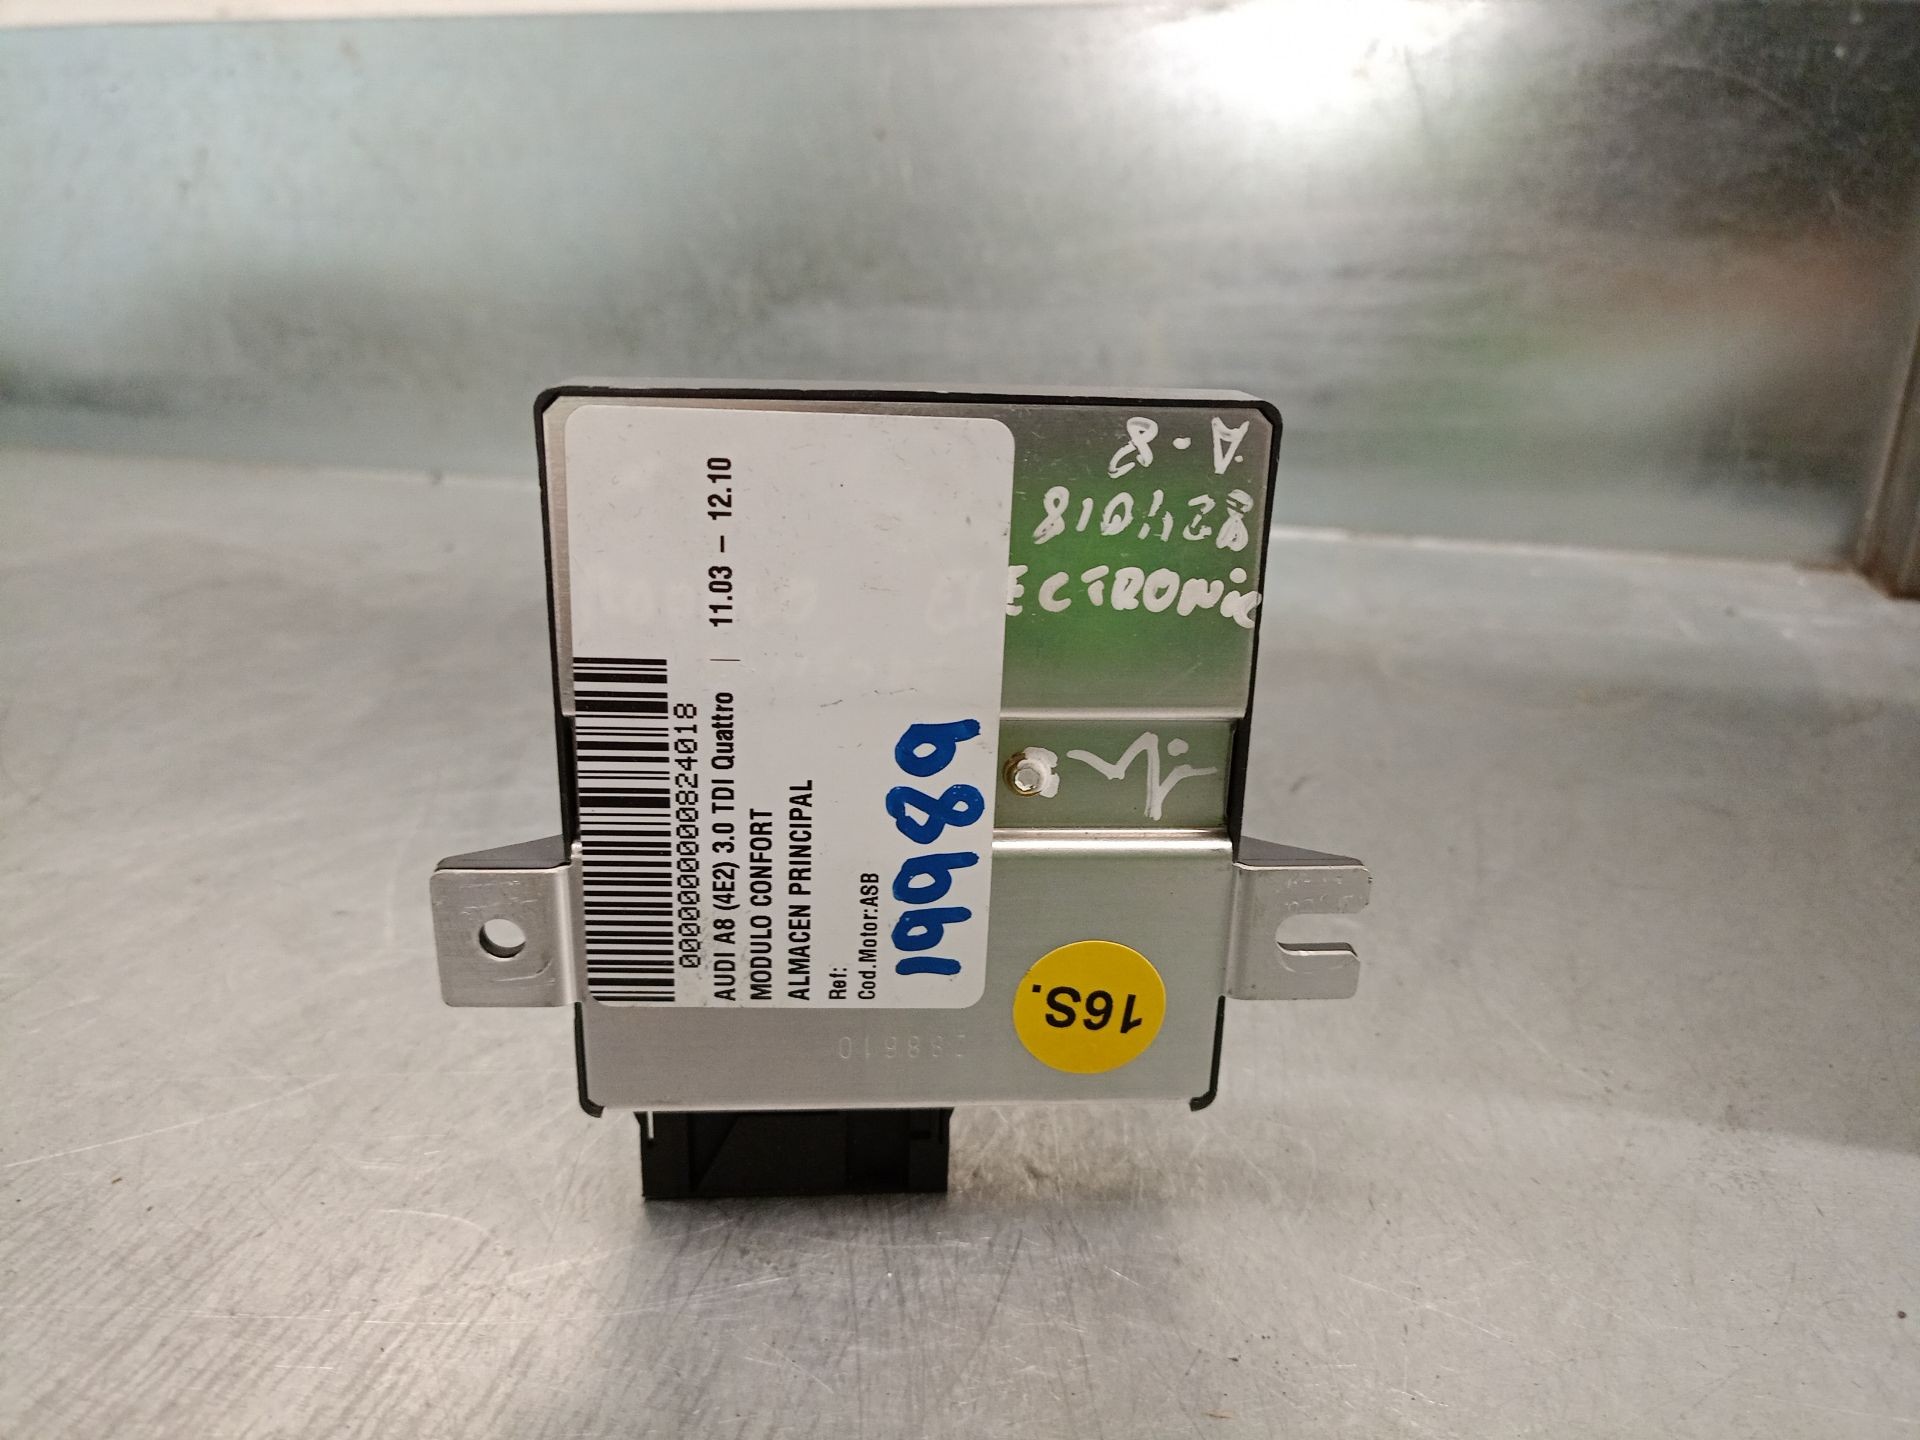 0000000000824018
AUDI A8 (4E2) 3.0 TDI Quattro | 11.03 – 12.10
MODULO CONFORT
ALMACEN PRINCIPAL
Ref:
Cod.Motor:ASB
19989
A-8
ELECTRONIC
16S.